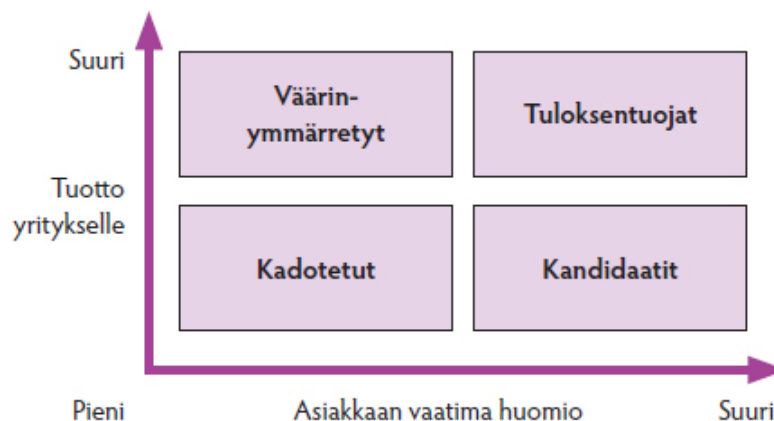 Suuri
Väärin-
ymmärretyt
Tuloksentuojat
Tuotto
yritykselle
Kadotetut
Kandidaatit
Pieni
Asiakkaan vaatima huomio
Suuri